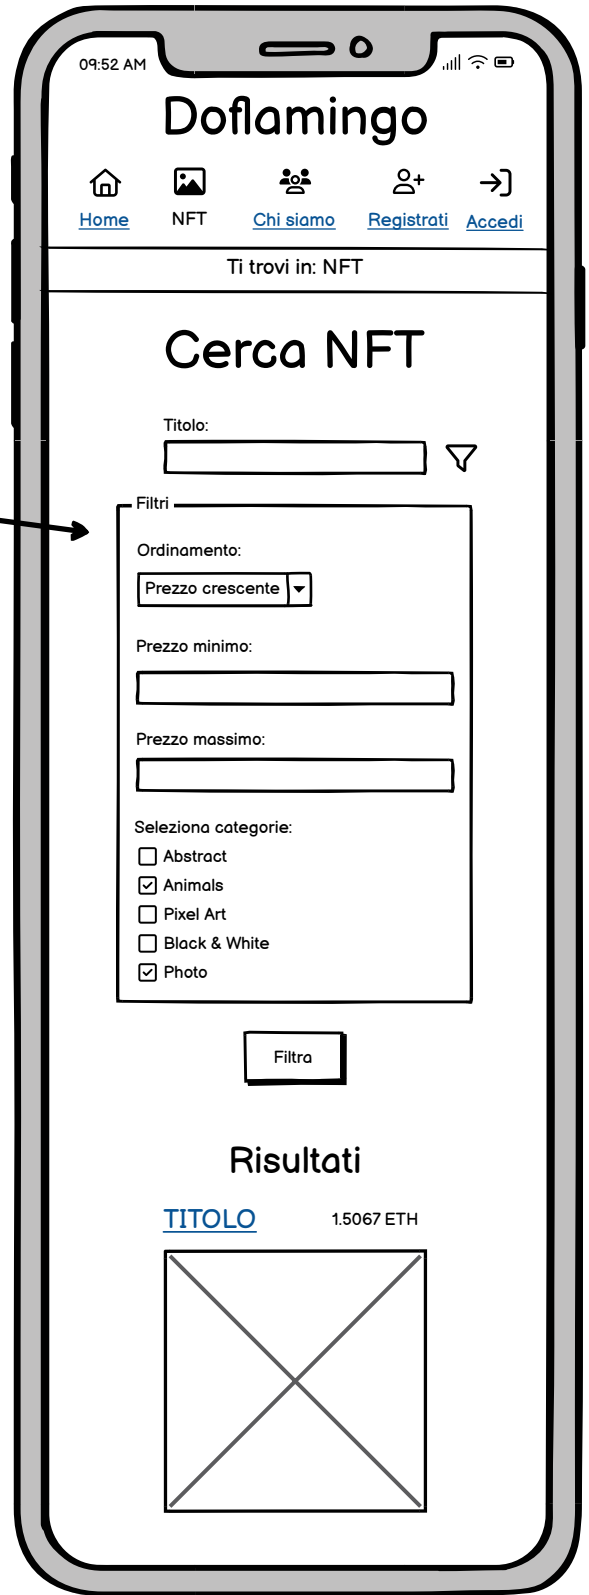 09:52 AM
Doflamingo
Home NFT Chi siamo Registrati Accedi
Ti trovi in: NFT
Cerca NFT
Titolo:
Filtri
Ordinamento:
Prezzo crescente
Prezzo minimo:
Prezzo massimo:
Seleziona categorie:
Abstract
Animals
Pixel Art
Black & White
Photo
Filtra
Risultati
TITOLO 1.5067 ETH